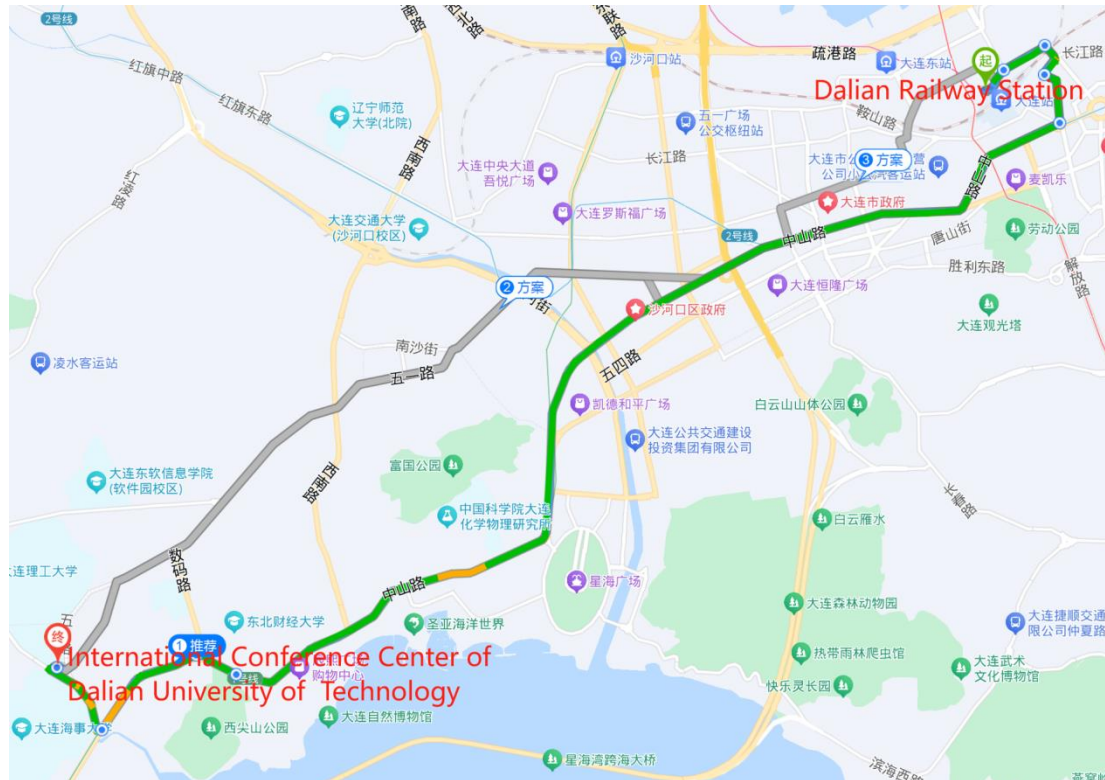 2号线
南路
西北路
东联路
疏港路
长江路
沙河口站
大连东站
起
Dalian Railway Station
大连站
红旗中路
红旗东路
辽宁师范
大学(北院)
西南路
五一广场
公交枢纽站
鞍山路
长江路
大连中央大道
吾悦广场
3 方案
中山路
麦凯乐
红凌路
大连市政府
大连罗斯福广场
大连交通大学
(沙河口校区)
2号线
中山路
唐山街
劳动公园
胜利东路
解放路
2 方案
大连恒隆广场
沙河口区政府
大连观光塔
南沙街
五四路
凌水客运站
五一路
凯德和平广场
白云山山体公园
大连公共交通建设
投资集团有限公司
富国公园
大连东软信息学院
(软件园校区)
西南路
长春路
中国科学院大连
化学物理研究所
白云雁水
数码路
大连理工大学
中山路
星海广场
大连森林动物园
东北财经大学
圣亚海洋世界
大连捷顺交通
限公司仲夏路
终
1 推荐
International Conference Center of
Dalian University of Technology
购物中心
热带雨林爬虫馆
大连武术
文化博物馆
快乐灵长园
大连海事大学
西尖山公园
大连自然博物馆
星海湾跨海大桥
滨海西路